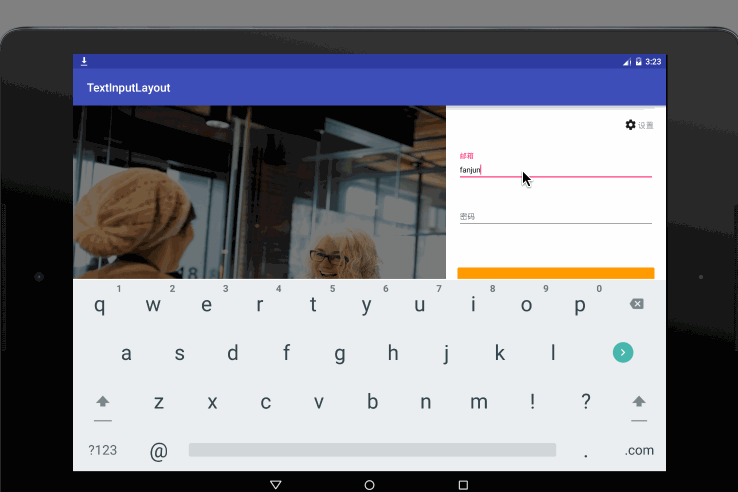 3:23
TextInputLayout
设置
邮箱
fanjun
密码
1 2 3 4 5 6 7 8 9 0
q w e r t y u i o p
a s d f g h j k l
z x c v b n m ! ?
?123 @ . .com